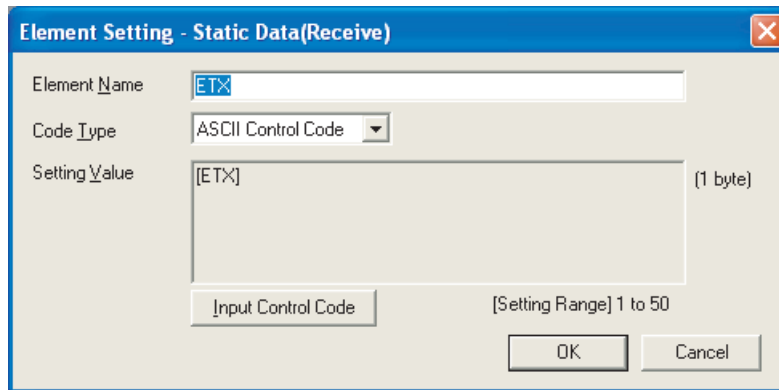 Element Setting - Static Data(Receive)
Element Name ETX
Code Type ASCII Control Code
Setting Value [ETX] (1 byte)
Input Control Code [Setting Range] 1 to 50
OK Cancel